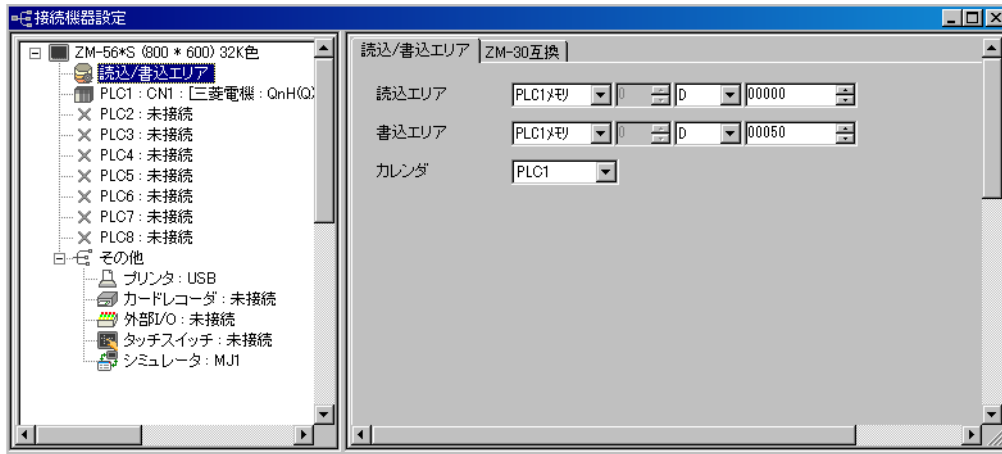 接続機器設定
ZM-56*S (800 * 600) 32K色
読込/書込エリア
PLC1 : CN1 : [三菱電機 : QnH(Q)
PLC2 : 未接続
PLC3 : 未接続
PLC4 : 未接続
PLC5 : 未接続
PLC6 : 未接続
PLC7 : 未接続
PLC8 : 未接続
その他
プリンタ : USB
カードレコーダ : 未接続
外部I/O : 未接続
タッチスイッチ : 未接続
シミュレータ : MJ1
読込/書込エリア ZM-30互換
読込エリア PLC1メモリ 0 D 00000
書込エリア PLC1メモリ 0 D 00050
カレンダ PLC1